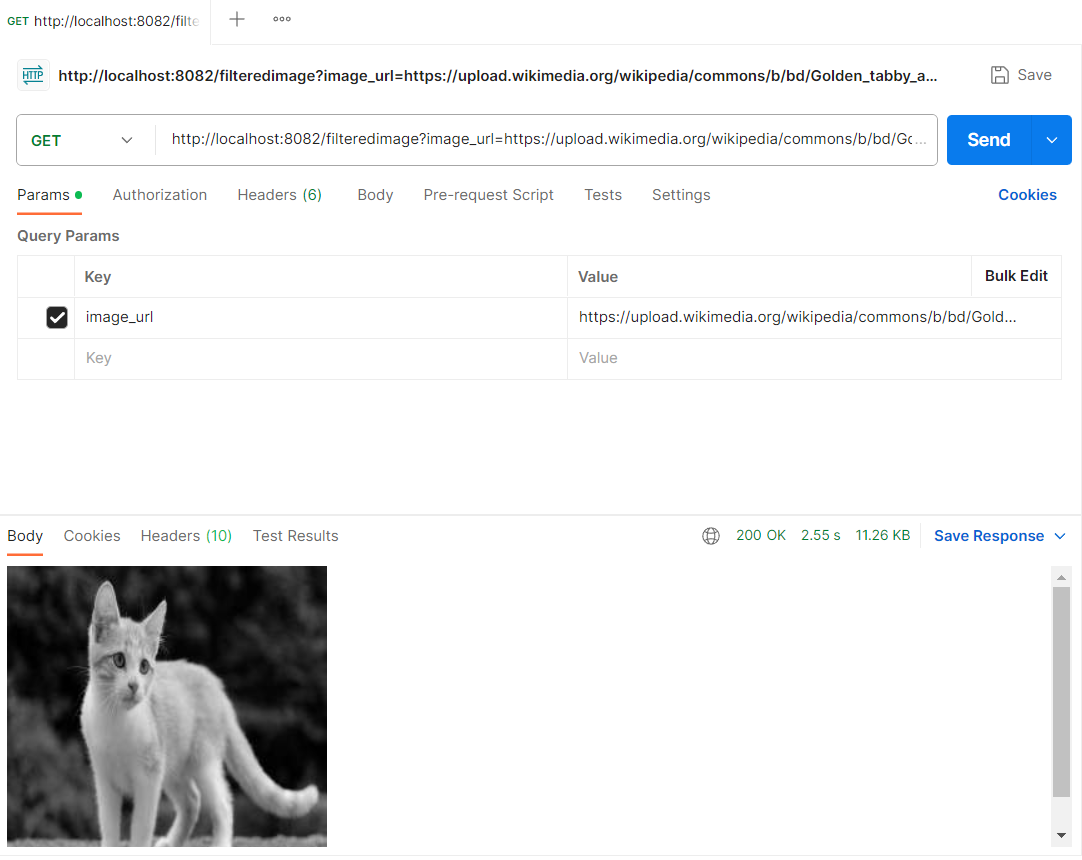 GET http://localhost:8082/filte
HTTP http://localhost:8082/filteredimage?image_url=https://upload.wikimedia.org/wikipedia/commons/b/bd/Golden_tabby_a... Save
GET http://localhost:8082/filteredimage?image_url=https://upload.wikimedia.org/wikipedia/commons/b/bd/Gc... Send
Params Authorization Headers (6) Body Pre-request Script Tests Settings Cookies
Query Params
Key Value Bulk Edit
image_url https://upload.wikimedia.org/wikipedia/commons/b/bd/Gold...
Key Value
Body Cookies Headers (10) Test Results 200 OK 2.55 s 11.26 KB Save Response